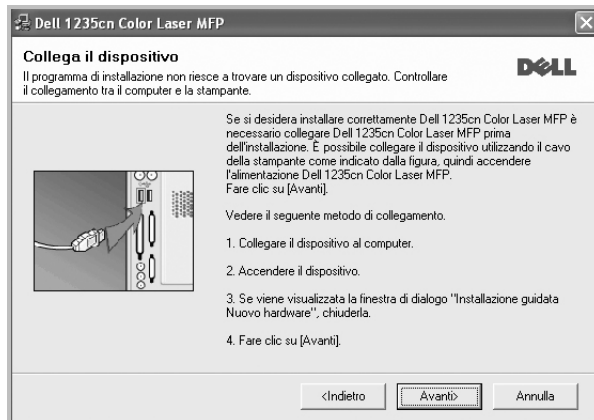 Dell 1235cn Color Laser MFP
Collega il dispositivo
Il programma di installazione non riesce a trovare un dispositivo collegato. Controllare
il collegamento tra il computer e la stampante.
DELL
Se si desidera installare correttamente Dell 1235cn Color Laser MFP è
necessario collegare Dell 1235cn Color Laser MFP prima
dell'installazione. È possibile collegare il dispositivo utilizzando il cavo
della stampante come indicato dalla figura, quindi accendere
l'alimentazione Dell 1235cn Color Laser MFP.
Fare clic su [Avanti].
Vedere il seguente metodo di collegamento.
1. Collegare il dispositivo al computer.
2. Accendere il dispositivo.
3. Se viene visualizzata la finestra di dialogo "Installazione guidata
Nuovo hardware", chiuderla.
4. Fare clic su [Avanti].
<Indietro
Avanti>
Annulla